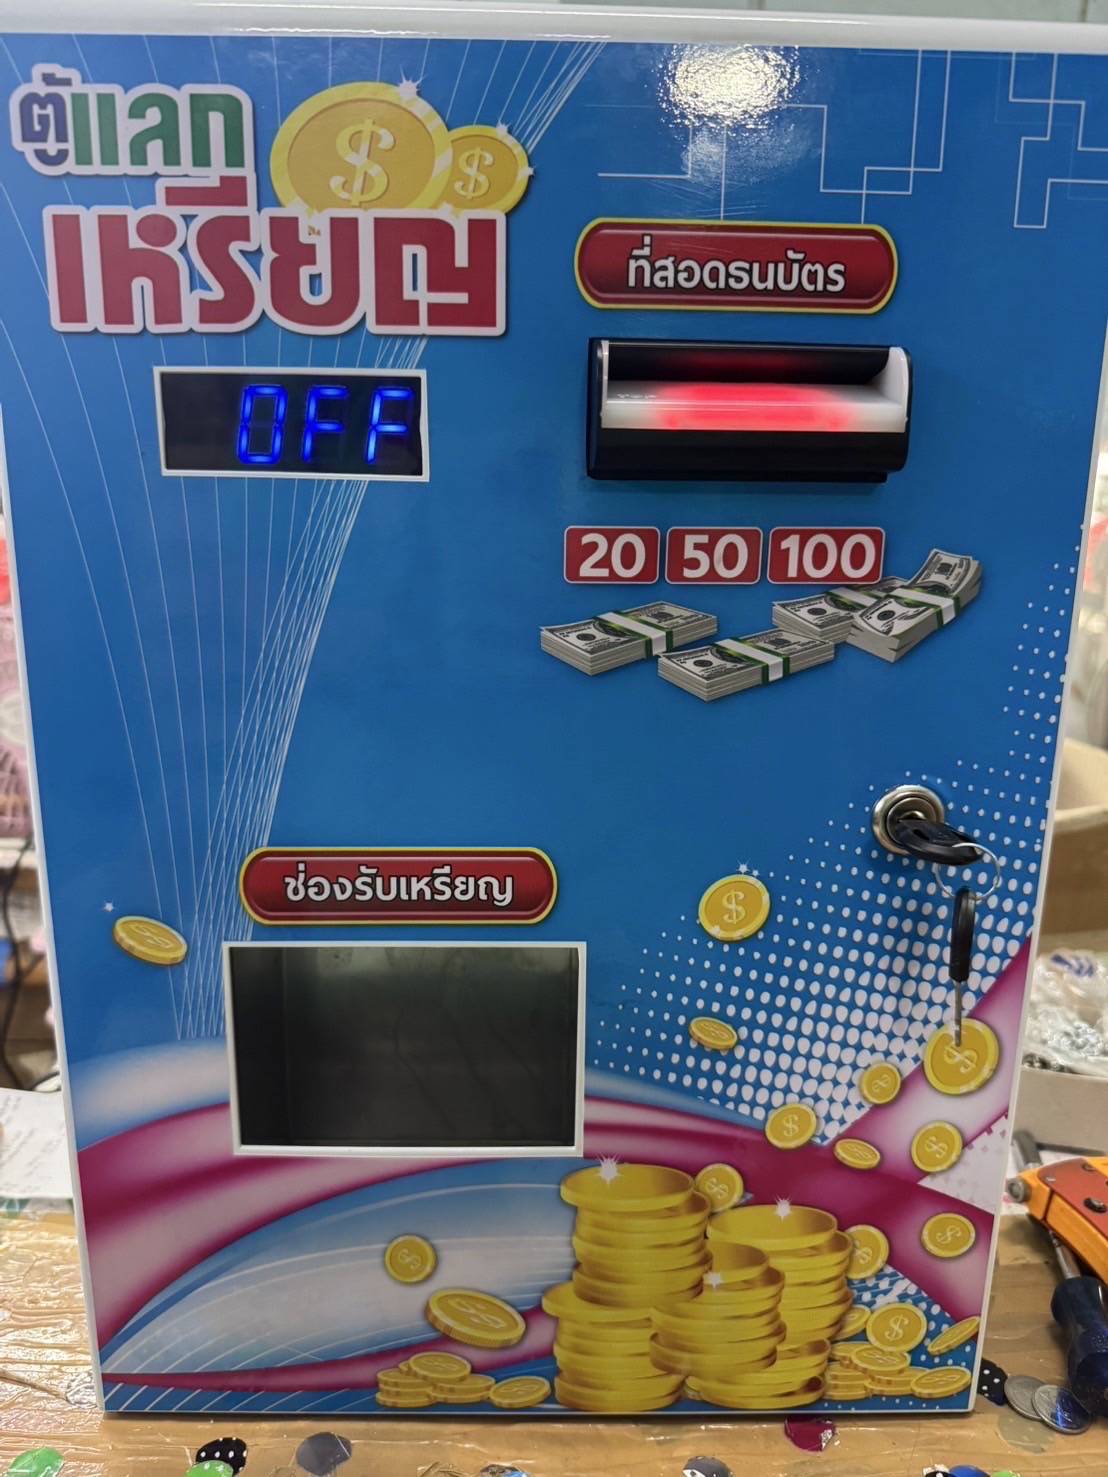 ตู้แลก
เหรียญ
ที่สอดธนบัตร
OFF
20 50 100
ช่องรับเหรียญ